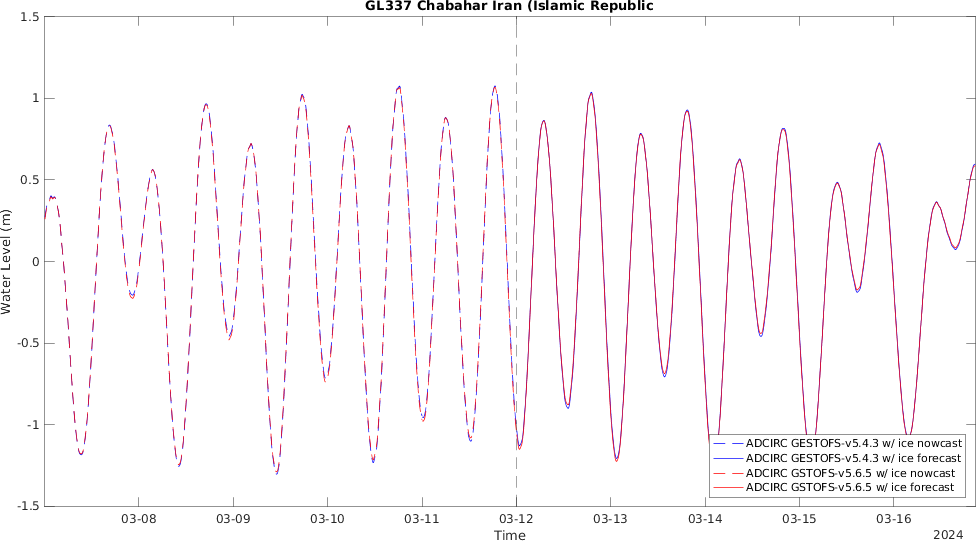 GL337 Chabahar Iran (Islamic Republic
1.5
1
0.5
0
-0.5
-1
-1.5
Water Level (m)
03-08
03-09
03-10
03-11
03-12
03-13
03-14
03-15
03-16
Time
2024
ADCIRC GESTOFS-v5.4.3 w/ ice nowcast
ADCIRC GESTOFS-v5.4.3 w/ ice forecast
ADCIRC GSTOFS-v5.6.5 w/ ice nowcast
ADCIRC GSTOFS-v5.6.5 w/ ice forecast